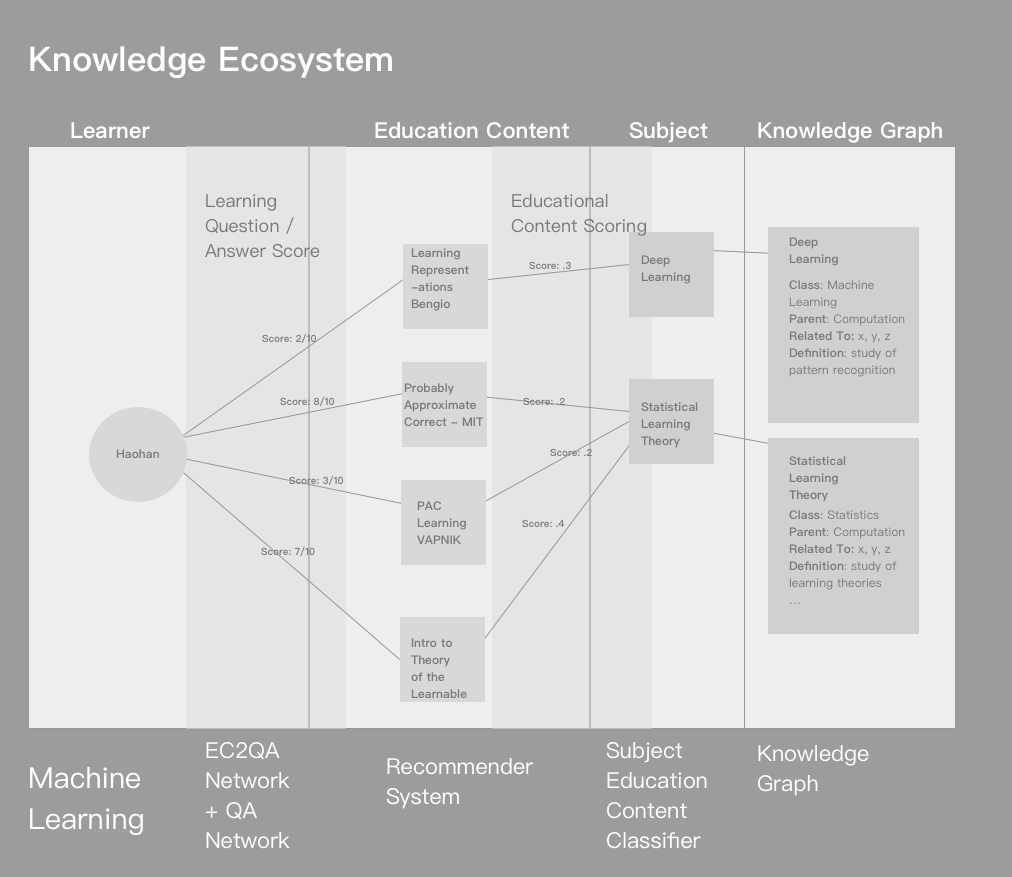 Knowledge Ecosystem
Learner
Education Content
Subject
Knowledge Graph
Learning
Question /
Answer Score
Educational
Content Scoring
Haohan
Score: 2/10
Score: 8/10
Score: 3/10
Score: 7/10
Learning
Represent
-ations
Bengio
Probably
Approximate
Correct - MIT
PAC
Learning
VAPNIK
Intro to
Theory
of the
Learnable
Score: .3
Score: .2
Score: .2
Score: .4
Deep
Learning
Statistical
Learning
Theory
Deep
Learning
Class: Machine
Learning
Parent: Computation
Related To: x, y, z
Definition: study of
pattern recognition
Statistical
Learning
Theory
Class: Statistics
Parent: Computation
Related To: x, y, z
Definition: study of
learning theories
...
Machine
Learning
EC2QA
Network
+ QA
Network
Recommender
System
Subject
Education
Content
Classifier
Knowledge
Graph